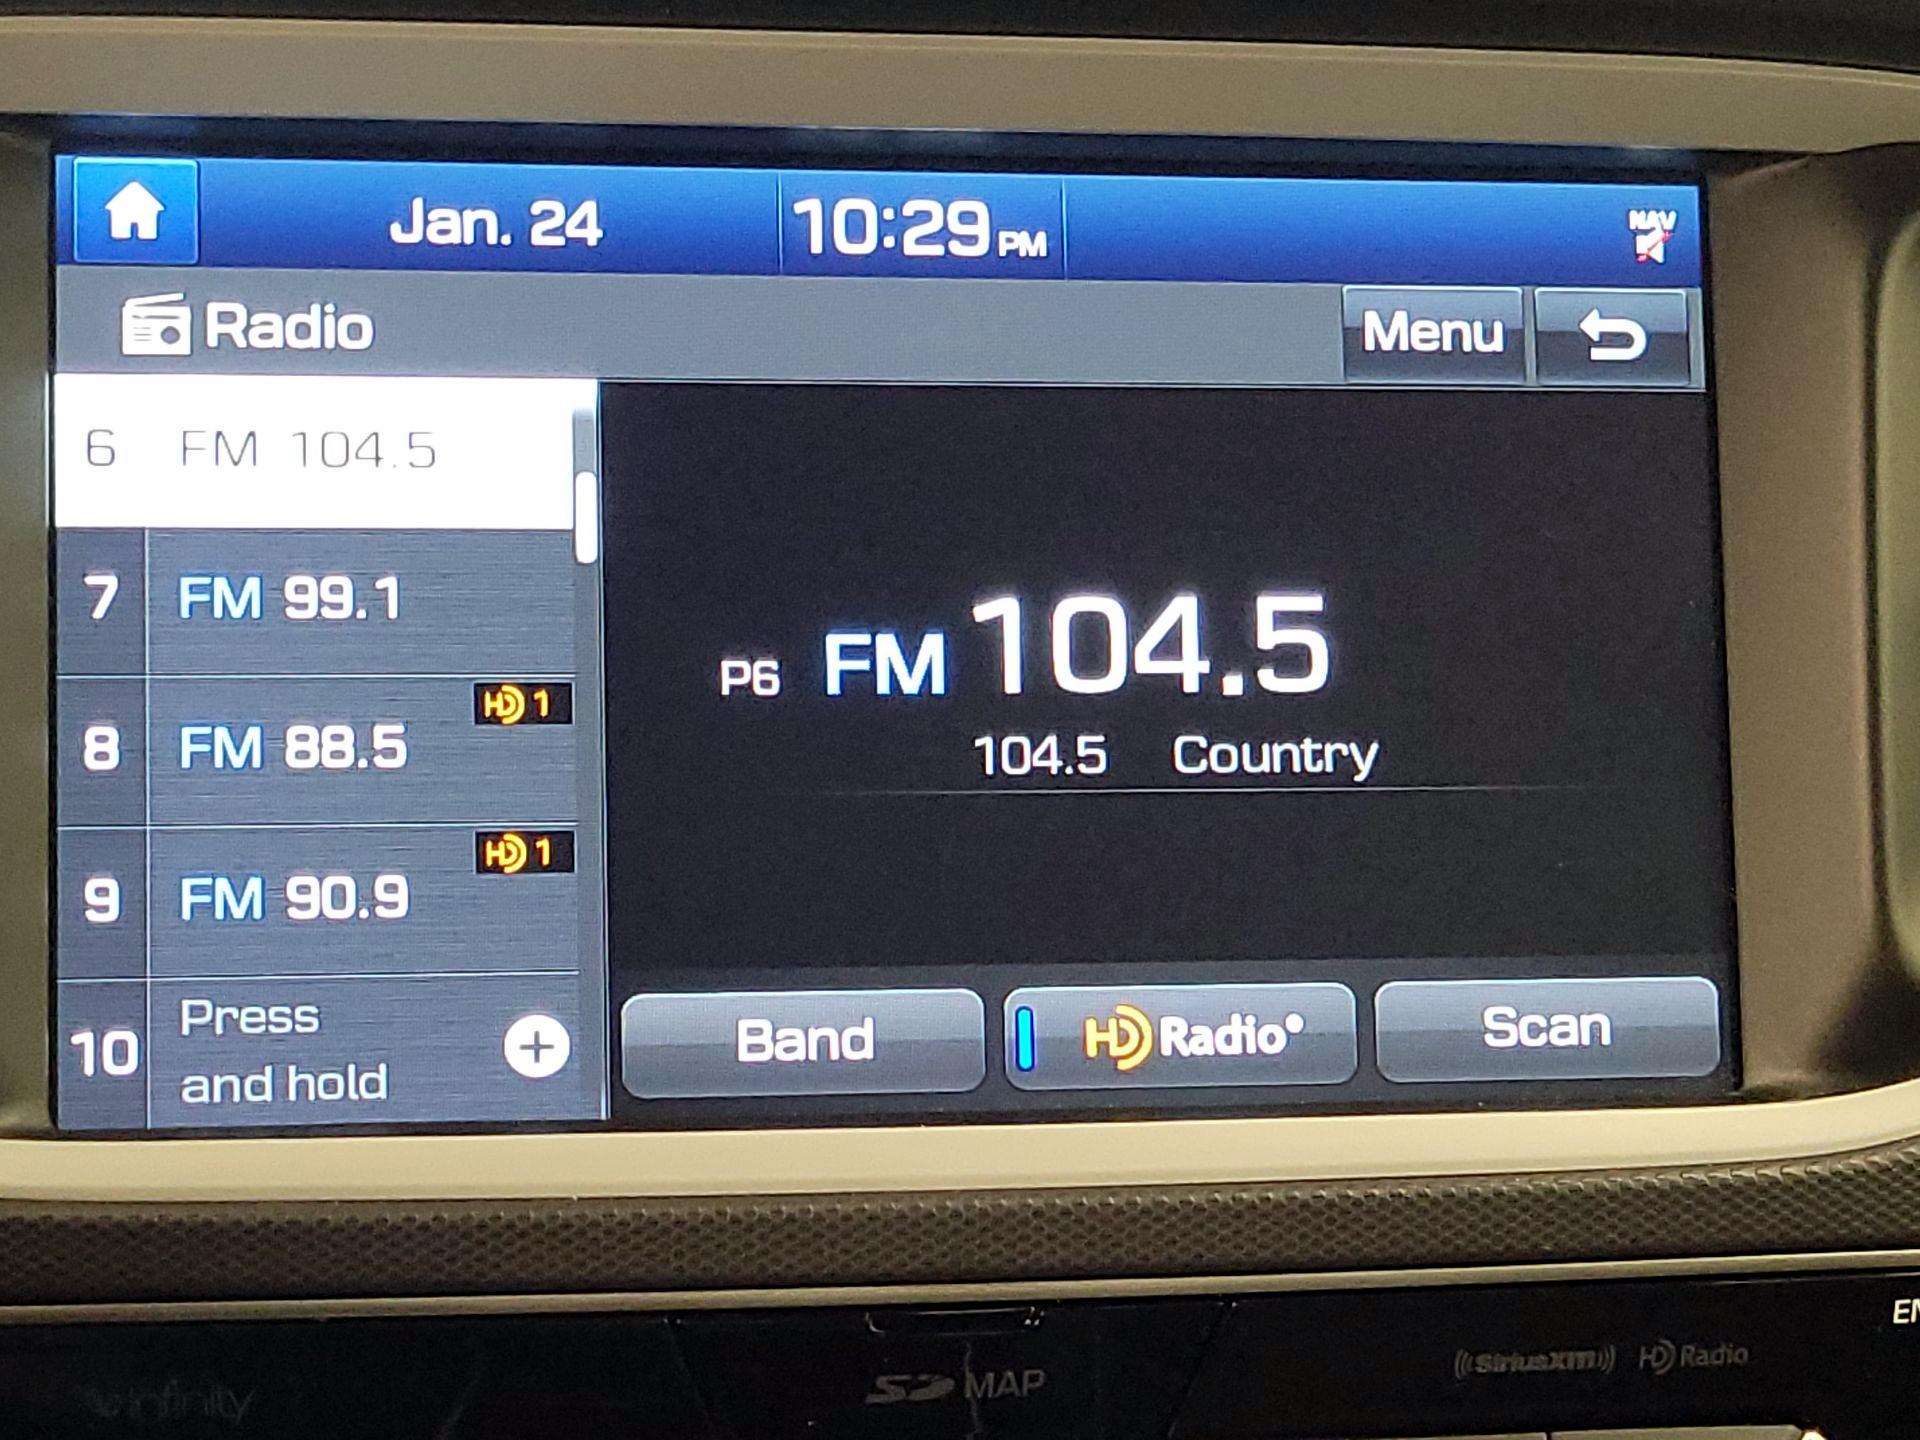 Jan. 24 10:29 PM NAV
Radio Menu
6 FM 104.5
7 FM 99.1
8 FM 88.5 HD 1
9 FM 90.9 HD 1
10 Press
and hold
P6 FM 104.5
104.5 Country
Band HD Radio® Scan
Infinity
SD MAP
((SiriusXM)) HD Radio